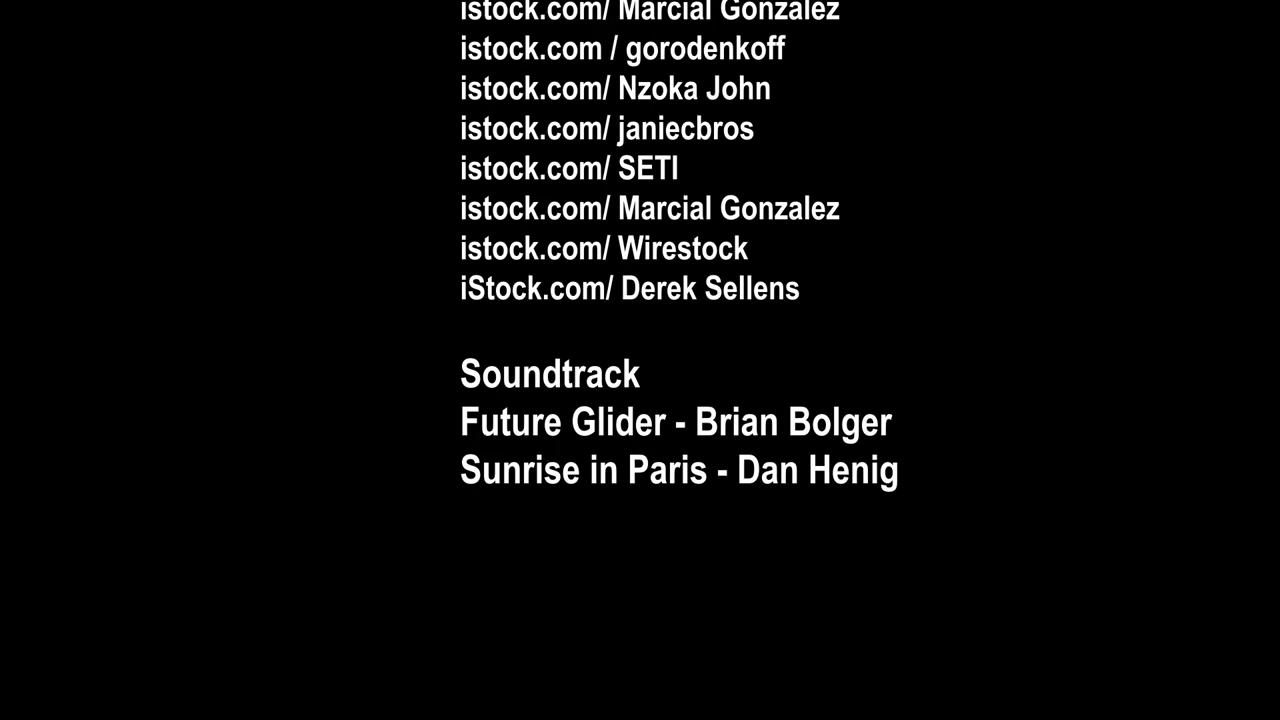 istock.com/ Marcial Gonzalez
istock.com / gorodenkoff
istock.com/ Nzoka John
istock.com/ janiecbros
istock.com/ SETI
istock.com/ Marcial Gonzalez
istock.com/ Wirestock
iStock.com/ Derek Sellens
Soundtrack
Future Glider - Brian Bolger
Sunrise in Paris - Dan Henig